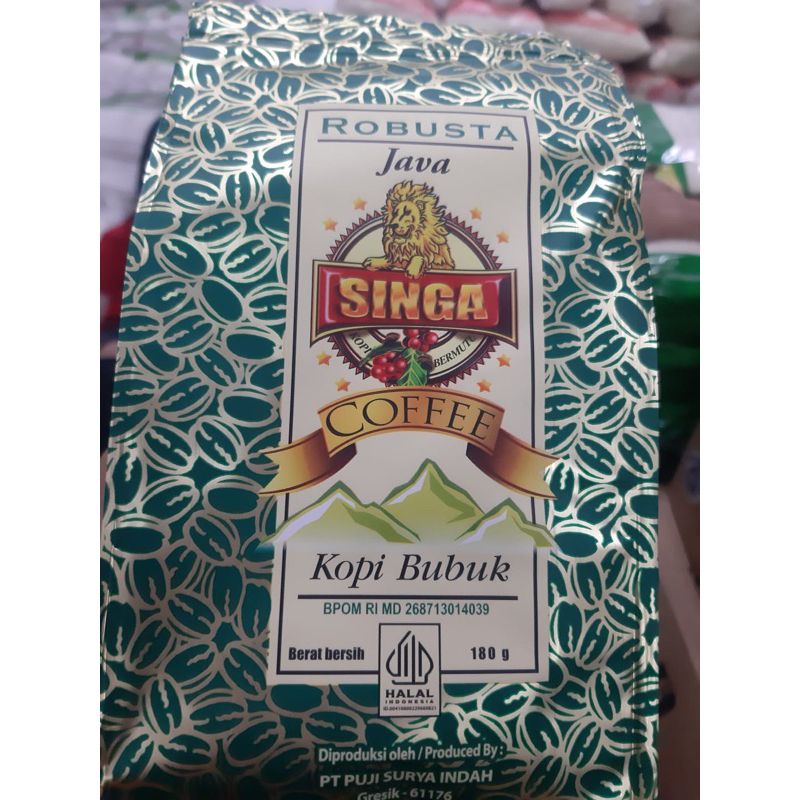 ROBUSTA
Java
SINGA
KOPI BERMUTU
COFFEE
Kopi Bubuk
BPOM RI MD 268713014039
Berat bersih 180 g
HALAL
INDONESIA
Diproduksi oleh / Produced By :
PT PUJI SURYA INDAH
Gresik - 61176